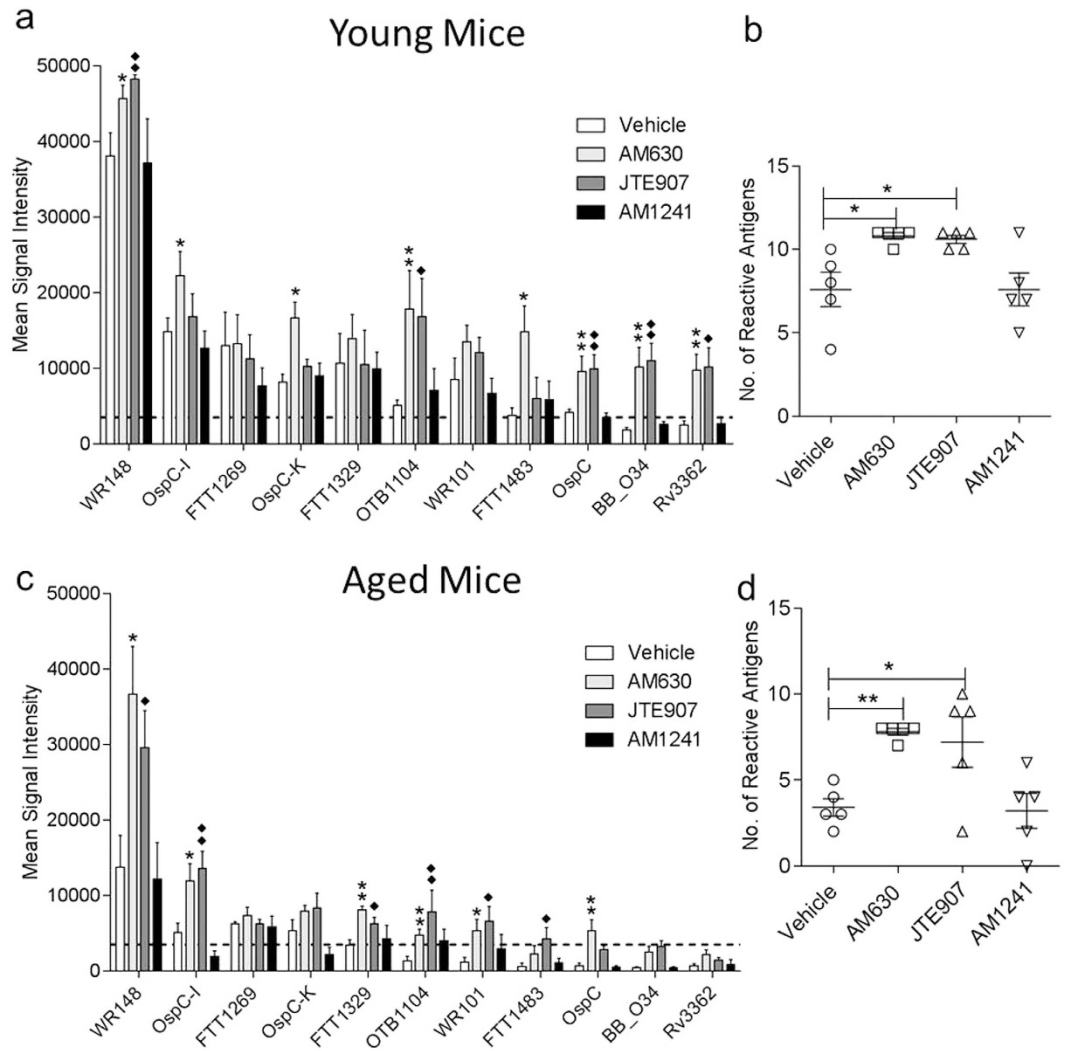 a
Young Mice
Mean Signal Intensity
50000
40000
30000
20000
10000
0
* ♦♦
*
*
** ♦
*
** ♦♦
** ♦♦
** ♦
Vehicle
AM630
JTE907
AM1241
WR148
OspC-I
FTT1269
OspC-K
FTT1329
OTB1104
WR101
FTT1483
OspC
BB_O34
Rv3362
b
No. of Reactive Antigens
15
10
5
0
*
*
Vehicle
AM630
JTE907
AM1241
c
Aged Mice
Mean Signal Intensity
50000
40000
30000
20000
10000
0
* ♦
* ♦♦
** ♦
** ♦♦
* ♦
♦
**
Vehicle
AM630
JTE907
AM1241
WR148
OspC-I
FTT1269
OspC-K
FTT1329
OTB1104
WR101
FTT1483
OspC
BB_O34
Rv3362
d
No. of Reactive Antigens
15
10
5
0
*
**
Vehicle
AM630
JTE907
AM1241